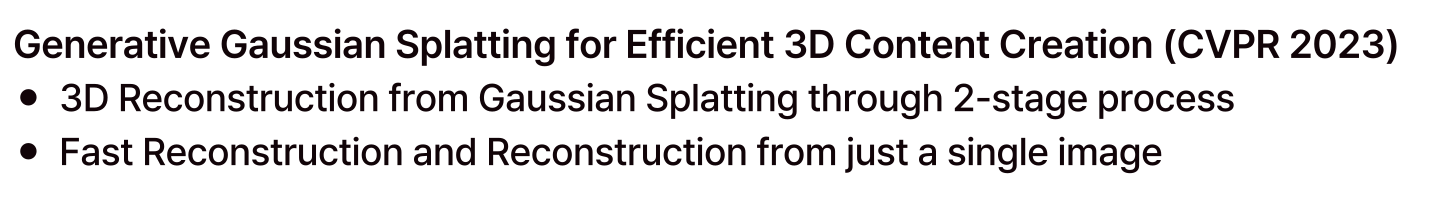 Generative Gaussian Splatting for Efficient 3D Content Creation (CVPR 2023)
• 3D Reconstruction from Gaussian Splatting through 2-stage process
• Fast Reconstruction and Reconstruction from just a single image